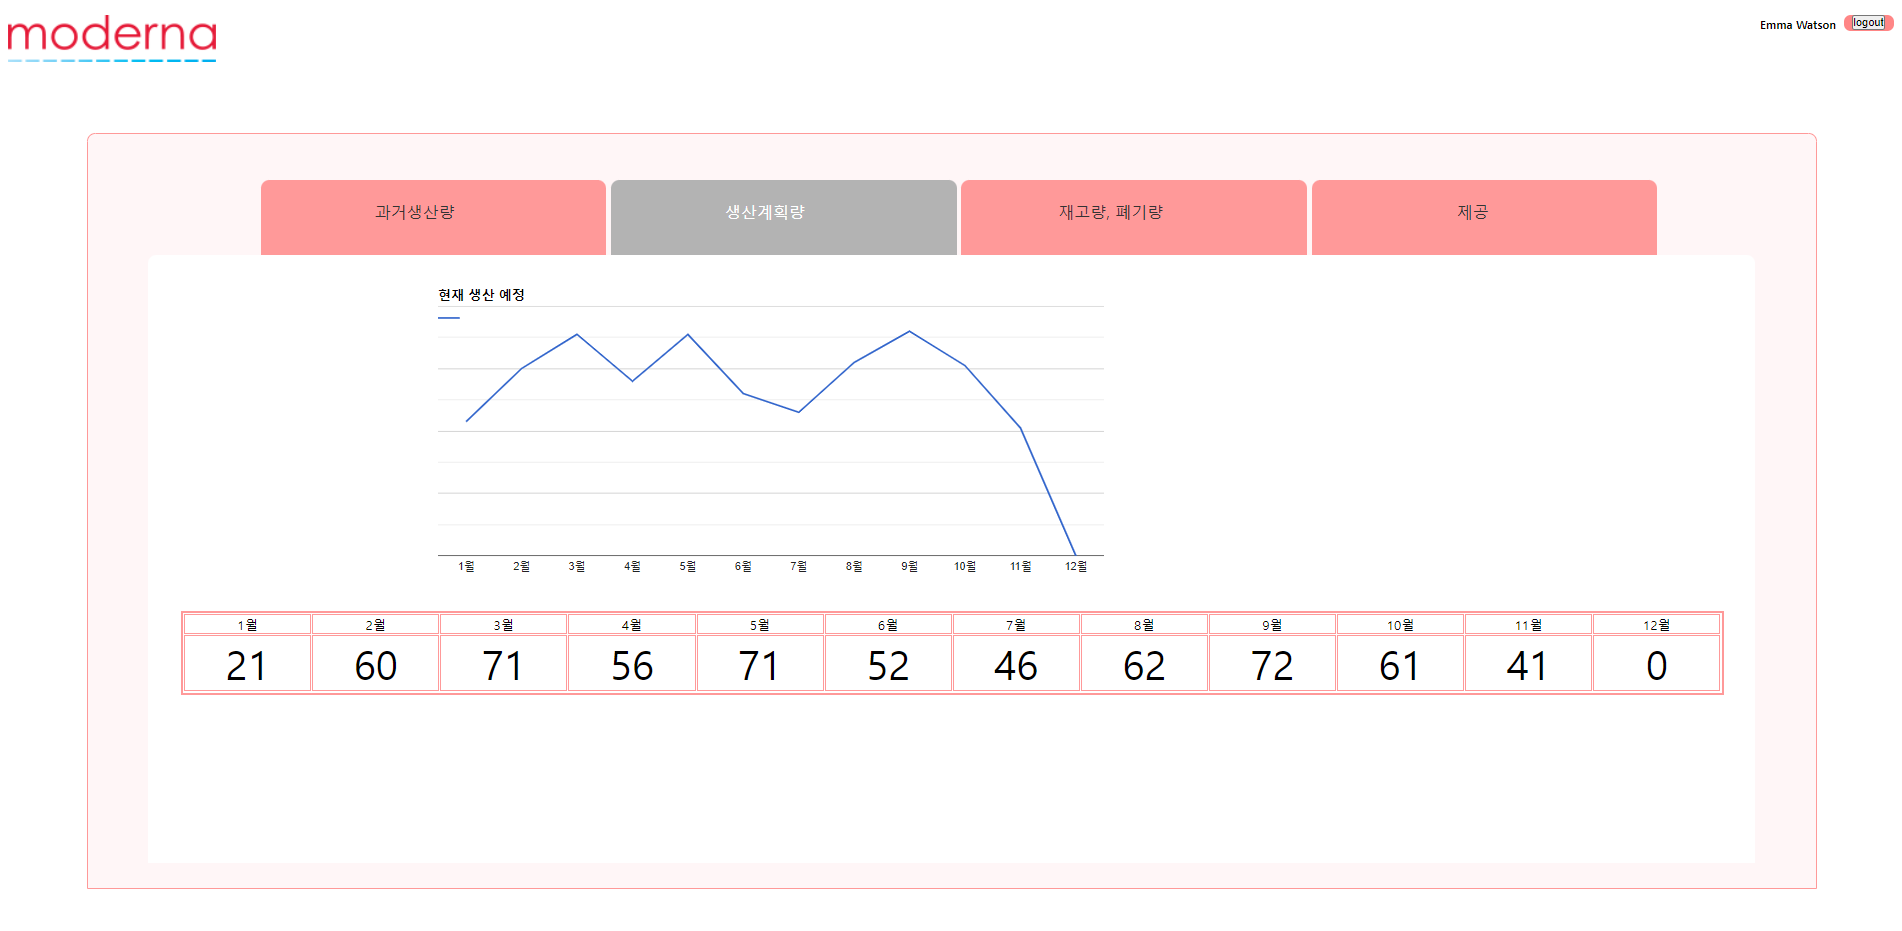 moderna
Emma Watson logout
과거생산량 생산계획량 재고량, 폐기량 제공
현재 생산 예정
1월 2월 3월 4월 5월 6월 7월 8월 9월 10월 11월 12월
1월 2월 3월 4월 5월 6월 7월 8월 9월 10월 11월 12월
21 60 71 56 71 52 46 62 72 61 41 0